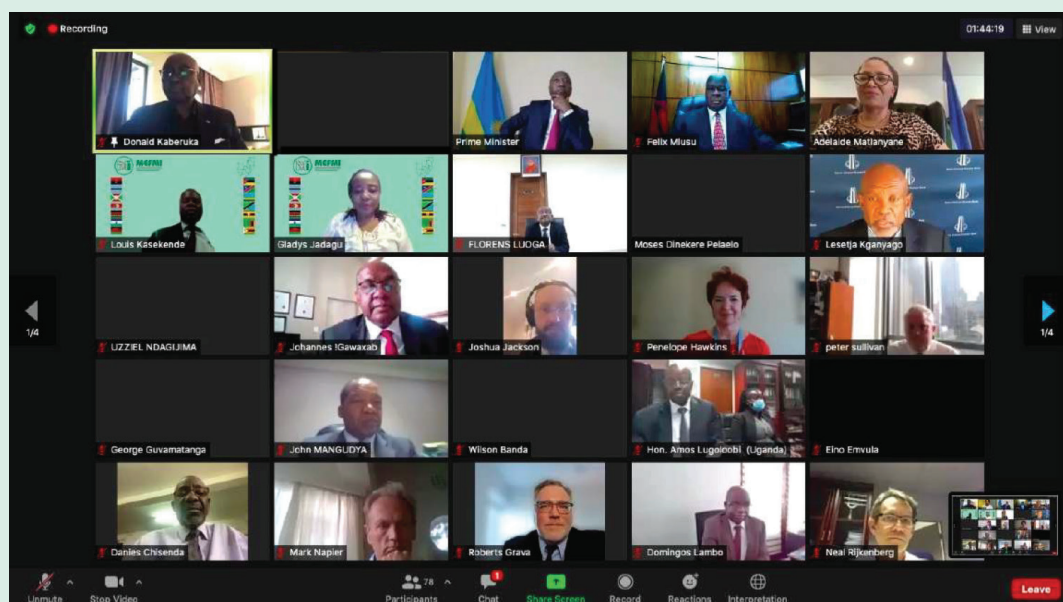 Recording
01:44:19
View
Donald Kaberuka
Prime Minister
Felix Mlusu
Adelaide Matlanyane
MEFMI
Louis Kasekende
MEFMI
Gladys Jadagu
FLORENS LUOGA
Moses Dinekere Pelaelo
Lesetja Kganyago
1/4
UZZIEL NDAGIJIMA
Johannes !Gawaxab
Joshua Jackson
Penelope Hawkins
peter sullivan
1/4
George Guvamatanga
John MANGUDYA
Wilson Banda
Hon. Amos Lugoloobi (Uganda)
Eino Emvula
Danies Chisenda
Mark Napier
Roberts Grava
Domingos Lambo
Neal Rijkenberg
Unmute
Stop Video
78
Participants
1
Chat
Share Screen
Record
Reactions
Interpretation
Leave